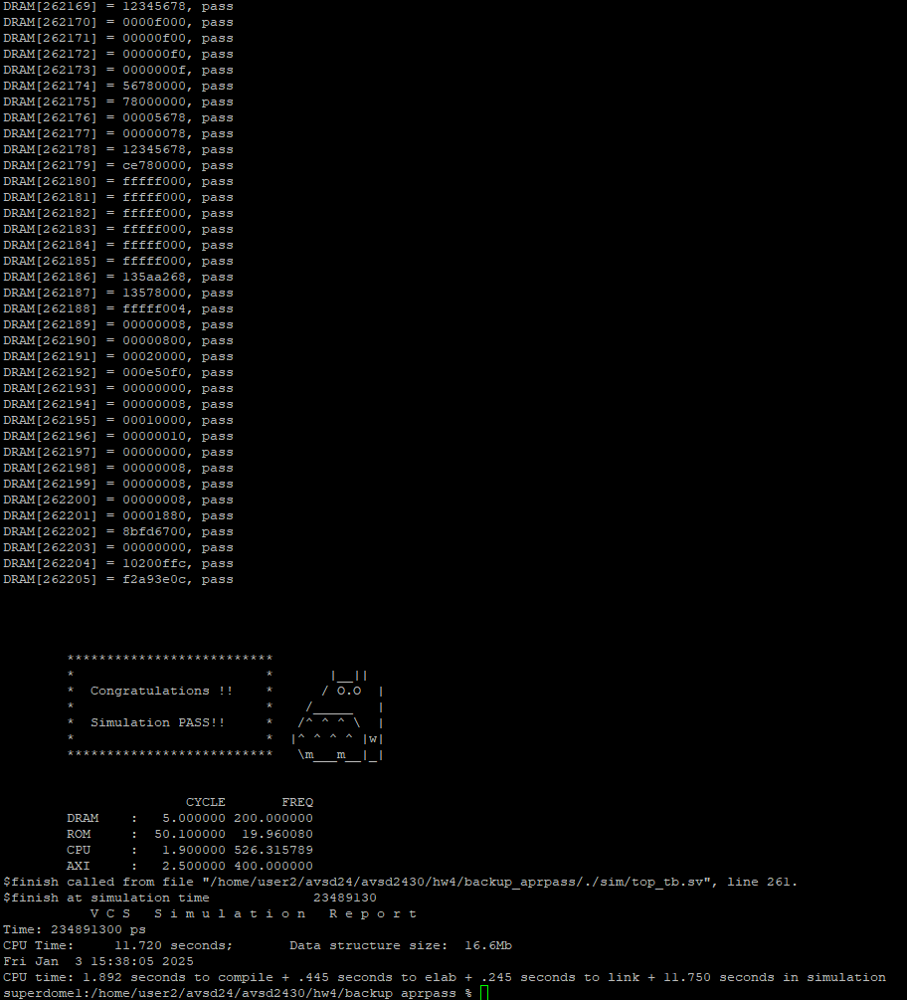 DRAM[262169] = 12345678, pass
DRAM[262170] = 0000f000, pass
DRAM[262171] = 00000f00, pass
DRAM[262172] = 000000f0, pass
DRAM[262173] = 0000000f, pass
DRAM[262174] = 56780000, pass
DRAM[262175] = 78000000, pass
DRAM[262176] = 00005678, pass
DRAM[262177] = 00000078, pass
DRAM[262178] = 12345678, pass
DRAM[262179] = ce780000, pass
DRAM[262180] = fffff000, pass
DRAM[262181] = fffff000, pass
DRAM[262182] = fffff000, pass
DRAM[262183] = fffff000, pass
DRAM[262184] = fffff000, pass
DRAM[262185] = fffff000, pass
DRAM[262186] = 135aa268, pass
DRAM[262187] = 13578000, pass
DRAM[262188] = fffff004, pass
DRAM[262189] = 00000008, pass
DRAM[262190] = 00000800, pass
DRAM[262191] = 00020000, pass
DRAM[262192] = 000e50f0, pass
DRAM[262193] = 00000000, pass
DRAM[262194] = 00000008, pass
DRAM[262195] = 00010000, pass
DRAM[262196] = 00000010, pass
DRAM[262197] = 00000000, pass
DRAM[262198] = 00000008, pass
DRAM[262199] = 00000008, pass
DRAM[262200] = 00000008, pass
DRAM[262201] = 00001880, pass
DRAM[262202] = 8bfd6700, pass
DRAM[262203] = 00000000, pass
DRAM[262204] = 10200ffc, pass
DRAM[262205] = f2a93e0c, pass
**************************
*                        *       |__||
*  Congratulations !!    *      / O.O  |
*                        *    /_____   |
*  Simulation PASS!!     *   /^ ^ ^ \  |
*                        *  |^ ^ ^ ^ |w|
**************************   \m___m__|_|
CYCLE       FREQ
DRAM    :   5.000000 200.000000
ROM     :  50.100000  19.960080
CPU     :   1.900000 526.315789
AXI     :   2.500000 400.000000
$finish called from file "/home/user2/avsd24/avsd2430/hw4/backup_aprpass/./sim/top_tb.sv", line 261.
$finish at simulation time             23489130
V C S   S i m u l a t i o n   R e p o r t
Time: 234891300 ps
CPU Time:     11.720 seconds;       Data structure size:  16.6Mb
Fri Jan  3 15:38:05 2025
CPU time: 1.892 seconds to compile + .445 seconds to elab + .245 seconds to link + 11.750 seconds in simulation
superdome1:/home/user2/avsd24/avsd2430/hw4/backup_aprpass %